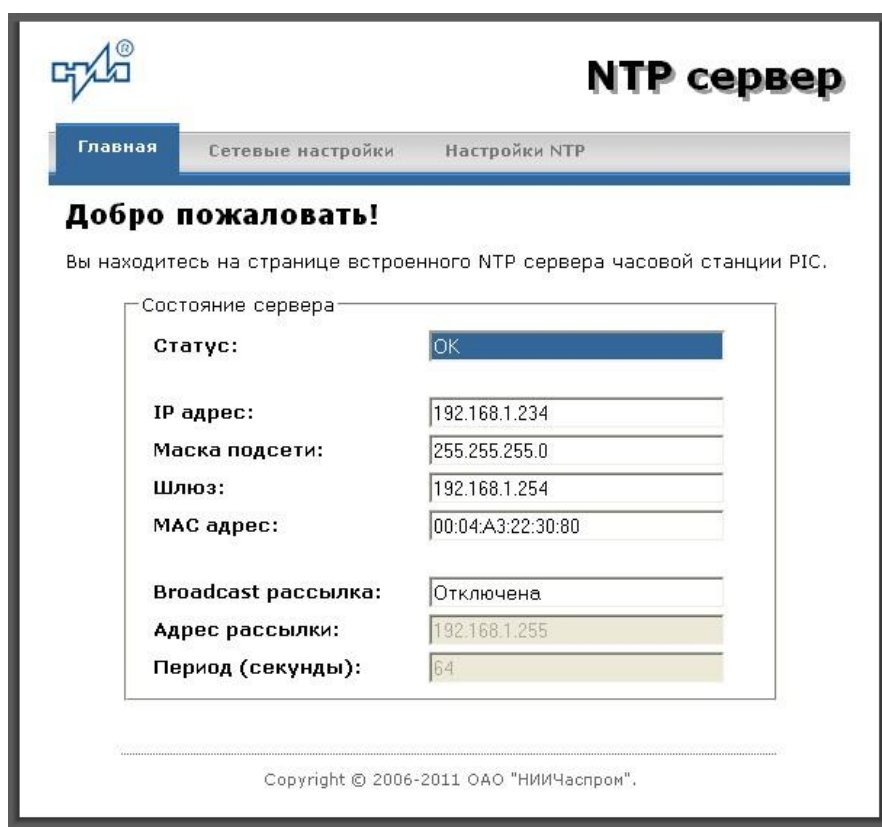 ®
NTP сервер
Главная Сетевые настройки Настройки NTP
Добро пожаловать!
Вы находитесь на странице встроенного NTP сервера часовой станции PIC.
Состояние сервера
Статус: OK
IP адрес: 192.168.1.234
Маска подсети: 255.255.255.0
Шлюз: 192.168.1.254
MAC адрес: 00:04:A3:22:30:80
Broadcast рассылка: Отключена
Адрес рассылки: 192.168.1.255
Период (секунды): 64
Copyright © 2006-2011 ОАО "НИИЧаспром".